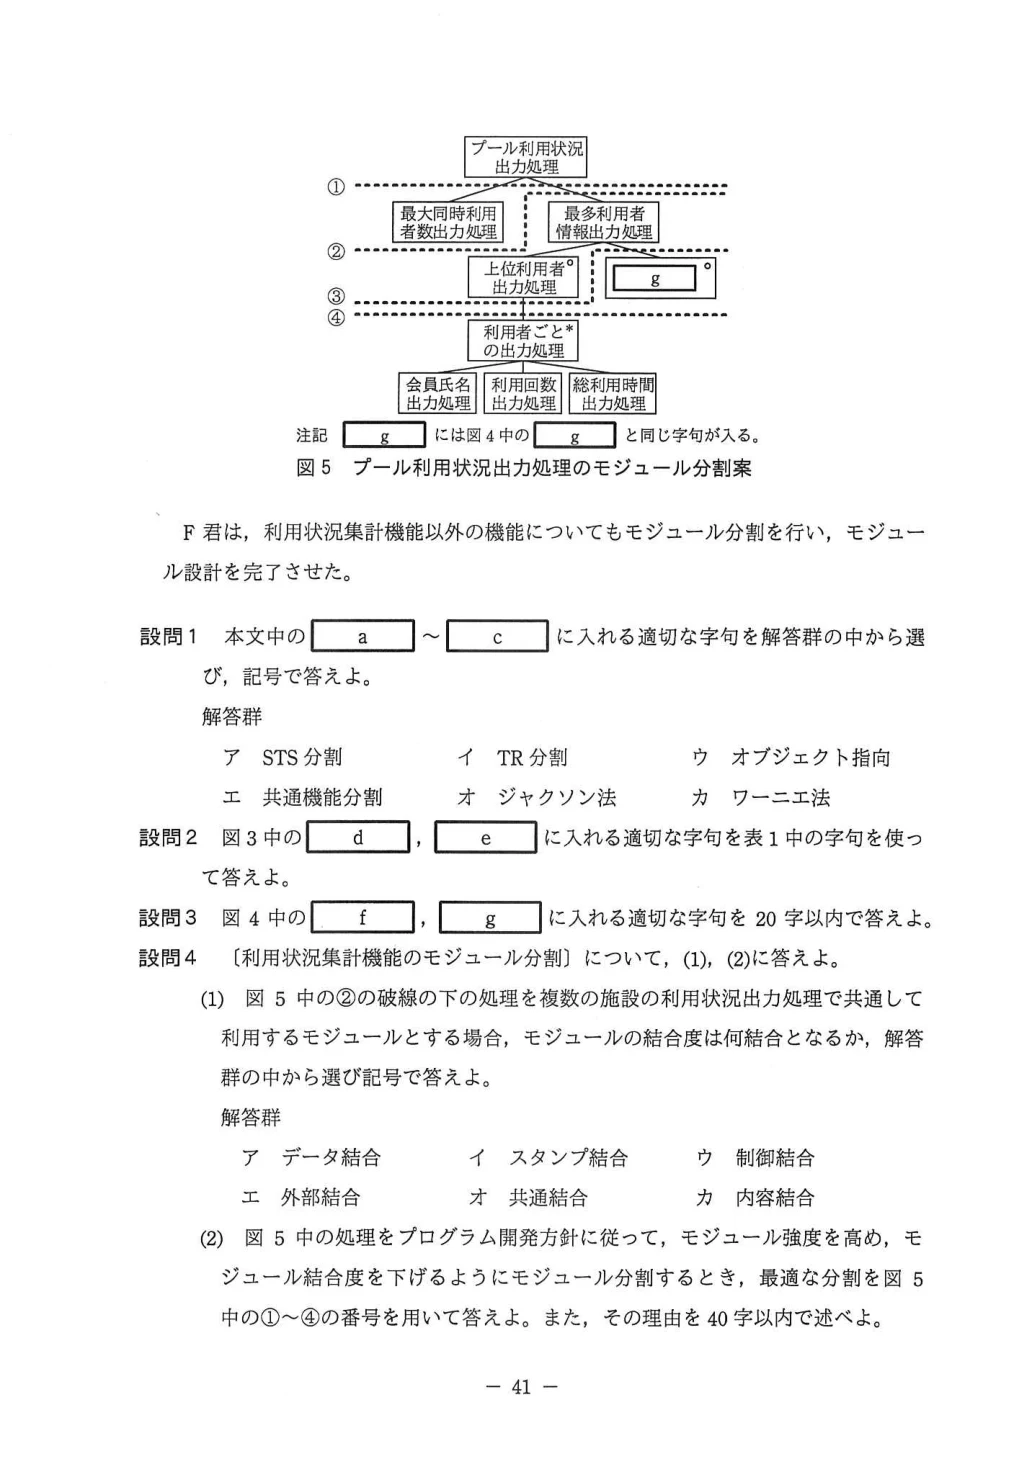 プール利用状況
出力処理
①
最大同時利用
者数出力処理
最多利用者
情報出力処理
②
上位利用者°
出力処理
g
°
③
④
利用者ごと*
の出力処理
会員氏名
出力処理
利用回数
出力処理
総利用時間
出力処理
注記 g には図4中の g と同じ字句が入る。
図5 プール利用状況出力処理のモジュール分割案
F 君は，利用状況集計機能以外の機能についてもモジュール分割を行い，モジュー
ル設計を完了させた。
設問1 本文中の a ～ c に入れる適切な字句を解答群の中から選
び，記号で答えよ。
解答群
ア STS 分割 イ TR 分割 ウ オブジェクト指向
エ 共通機能分割 オ ジャクソン法 カ ワーニエ法
設問2 図3中の d ， e に入れる適切な字句を表1中の字句を使っ
て答えよ。
設問3 図4中の f ， g に入れる適切な字句を 20 字以内で答えよ。
設問4 〔利用状況集計機能のモジュール分割〕について，(1)，(2)に答えよ。
(1) 図 5 中の②の破線の下の処理を複数の施設の利用状況出力処理で共通して
利用するモジュールとする場合，モジュールの結合度は何結合となるか，解答
群の中から選び記号で答えよ。
解答群
ア データ結合 イ スタンプ結合 ウ 制御結合
エ 外部結合 オ 共通結合 カ 内容結合
(2) 図 5 中の処理をプログラム開発方針に従って，モジュール強度を高め，モ
ジュール結合度を下げるようにモジュール分割するとき，最適な分割を図 5
中の①～④の番号を用いて答えよ。また，その理由を 40 字以内で述べよ。
－ 41 －